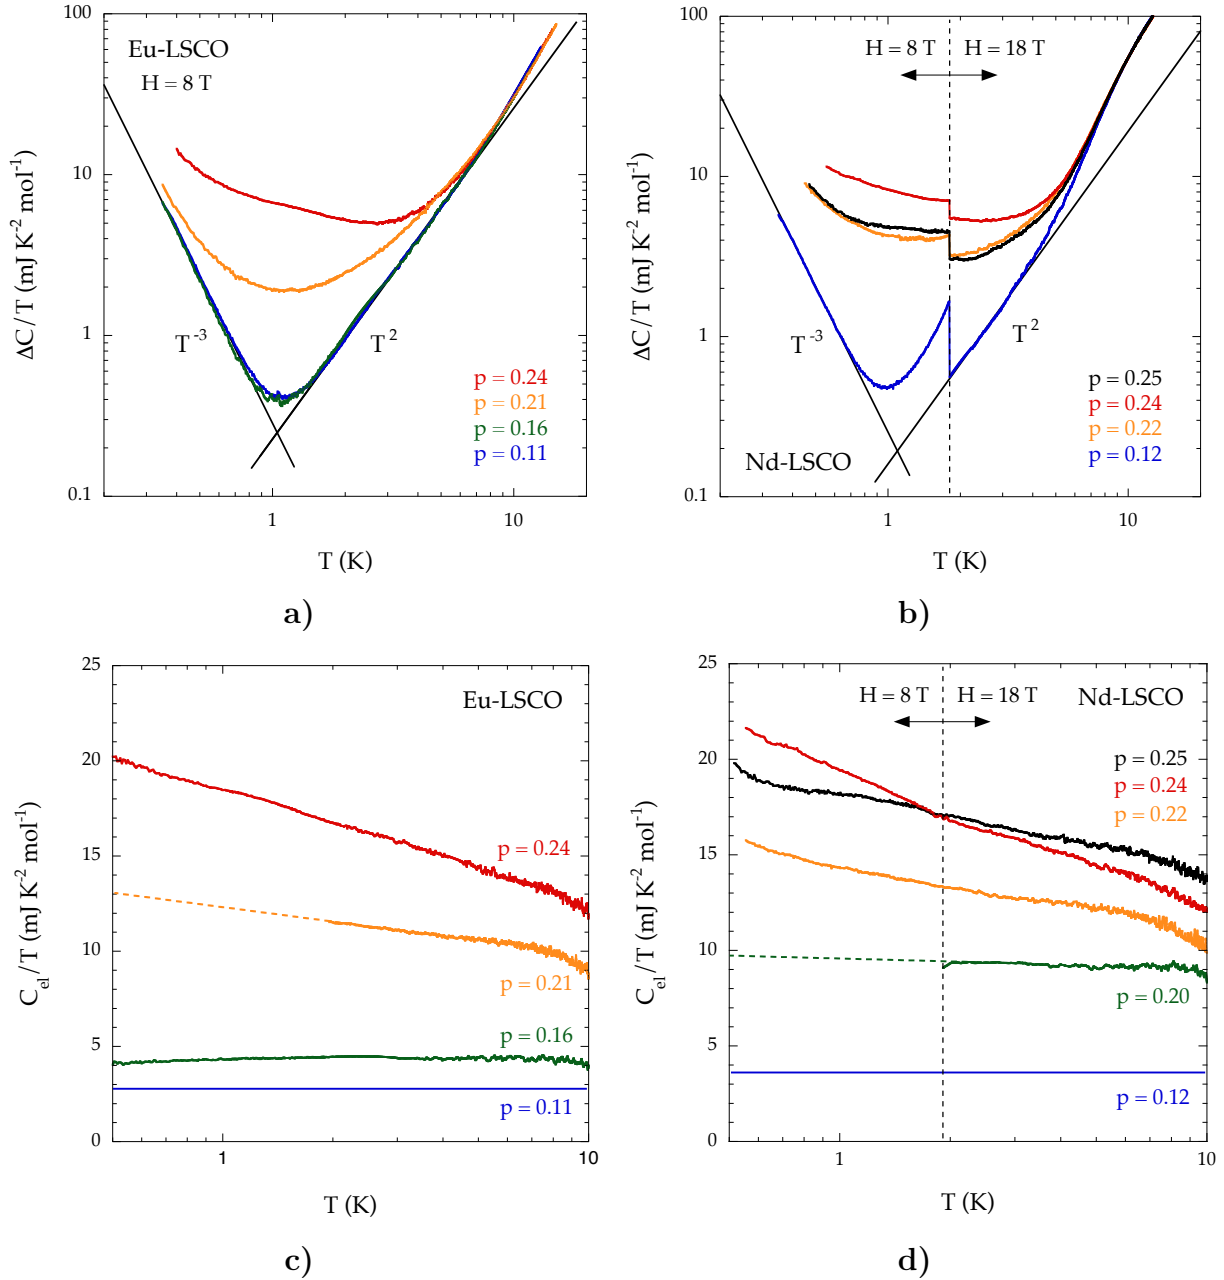 Eu-LSCO
H = 8 T
100
10
1
0.1
ΔC/T (mJ K⁻² mol⁻¹)
T⁻³
T²
p = 0.24
p = 0.21
p = 0.16
p = 0.11
1
10
T (K)
a)
H = 8 T
H = 18 T
100
10
1
0.1
ΔC/T (mJ K⁻² mol⁻¹)
T⁻³
T²
p = 0.25
p = 0.24
p = 0.22
p = 0.12
Nd-LSCO
1
10
T (K)
b)
Eu-LSCO
25
20
15
10
5
0
C_el/T (mJ K⁻² mol⁻¹)
p = 0.24
p = 0.21
p = 0.16
p = 0.11
1
10
T (K)
c)
H = 8 T
H = 18 T
Nd-LSCO
25
20
15
10
5
0
C_el/T (mJ K⁻² mol⁻¹)
p = 0.25
p = 0.24
p = 0.22
p = 0.20
p = 0.12
1
10
T (K)
d)